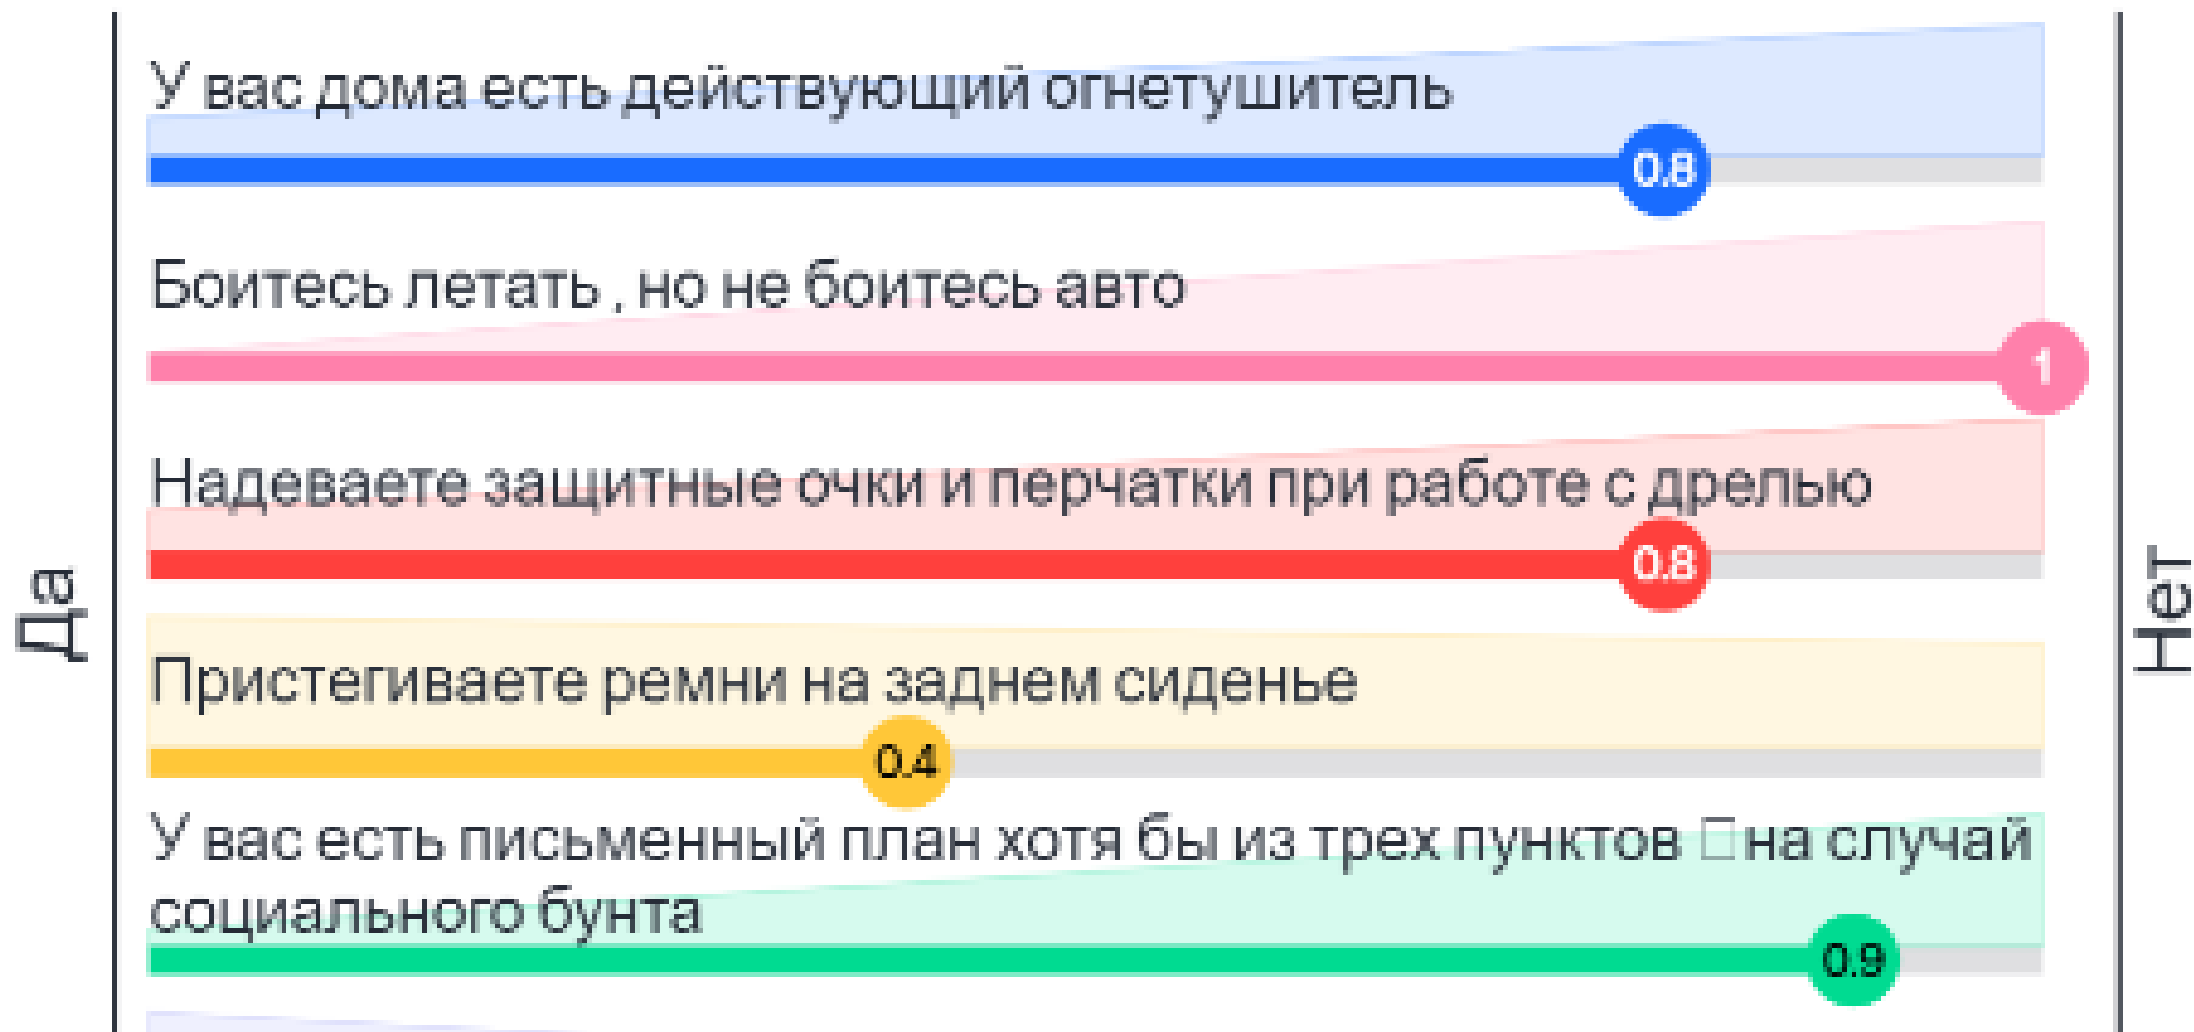 У вас дома есть действующий огнетушитель
0.8
Боитесь летать , но не боитесь авто
1
Надеваете защитные очки и перчатки при работе с дрелью
0.8
Да
Нет
Пристегиваете ремни на заднем сиденье
0.4
У вас есть письменный план хотя бы из трех пунктов □на случай
социального бунта
0.9